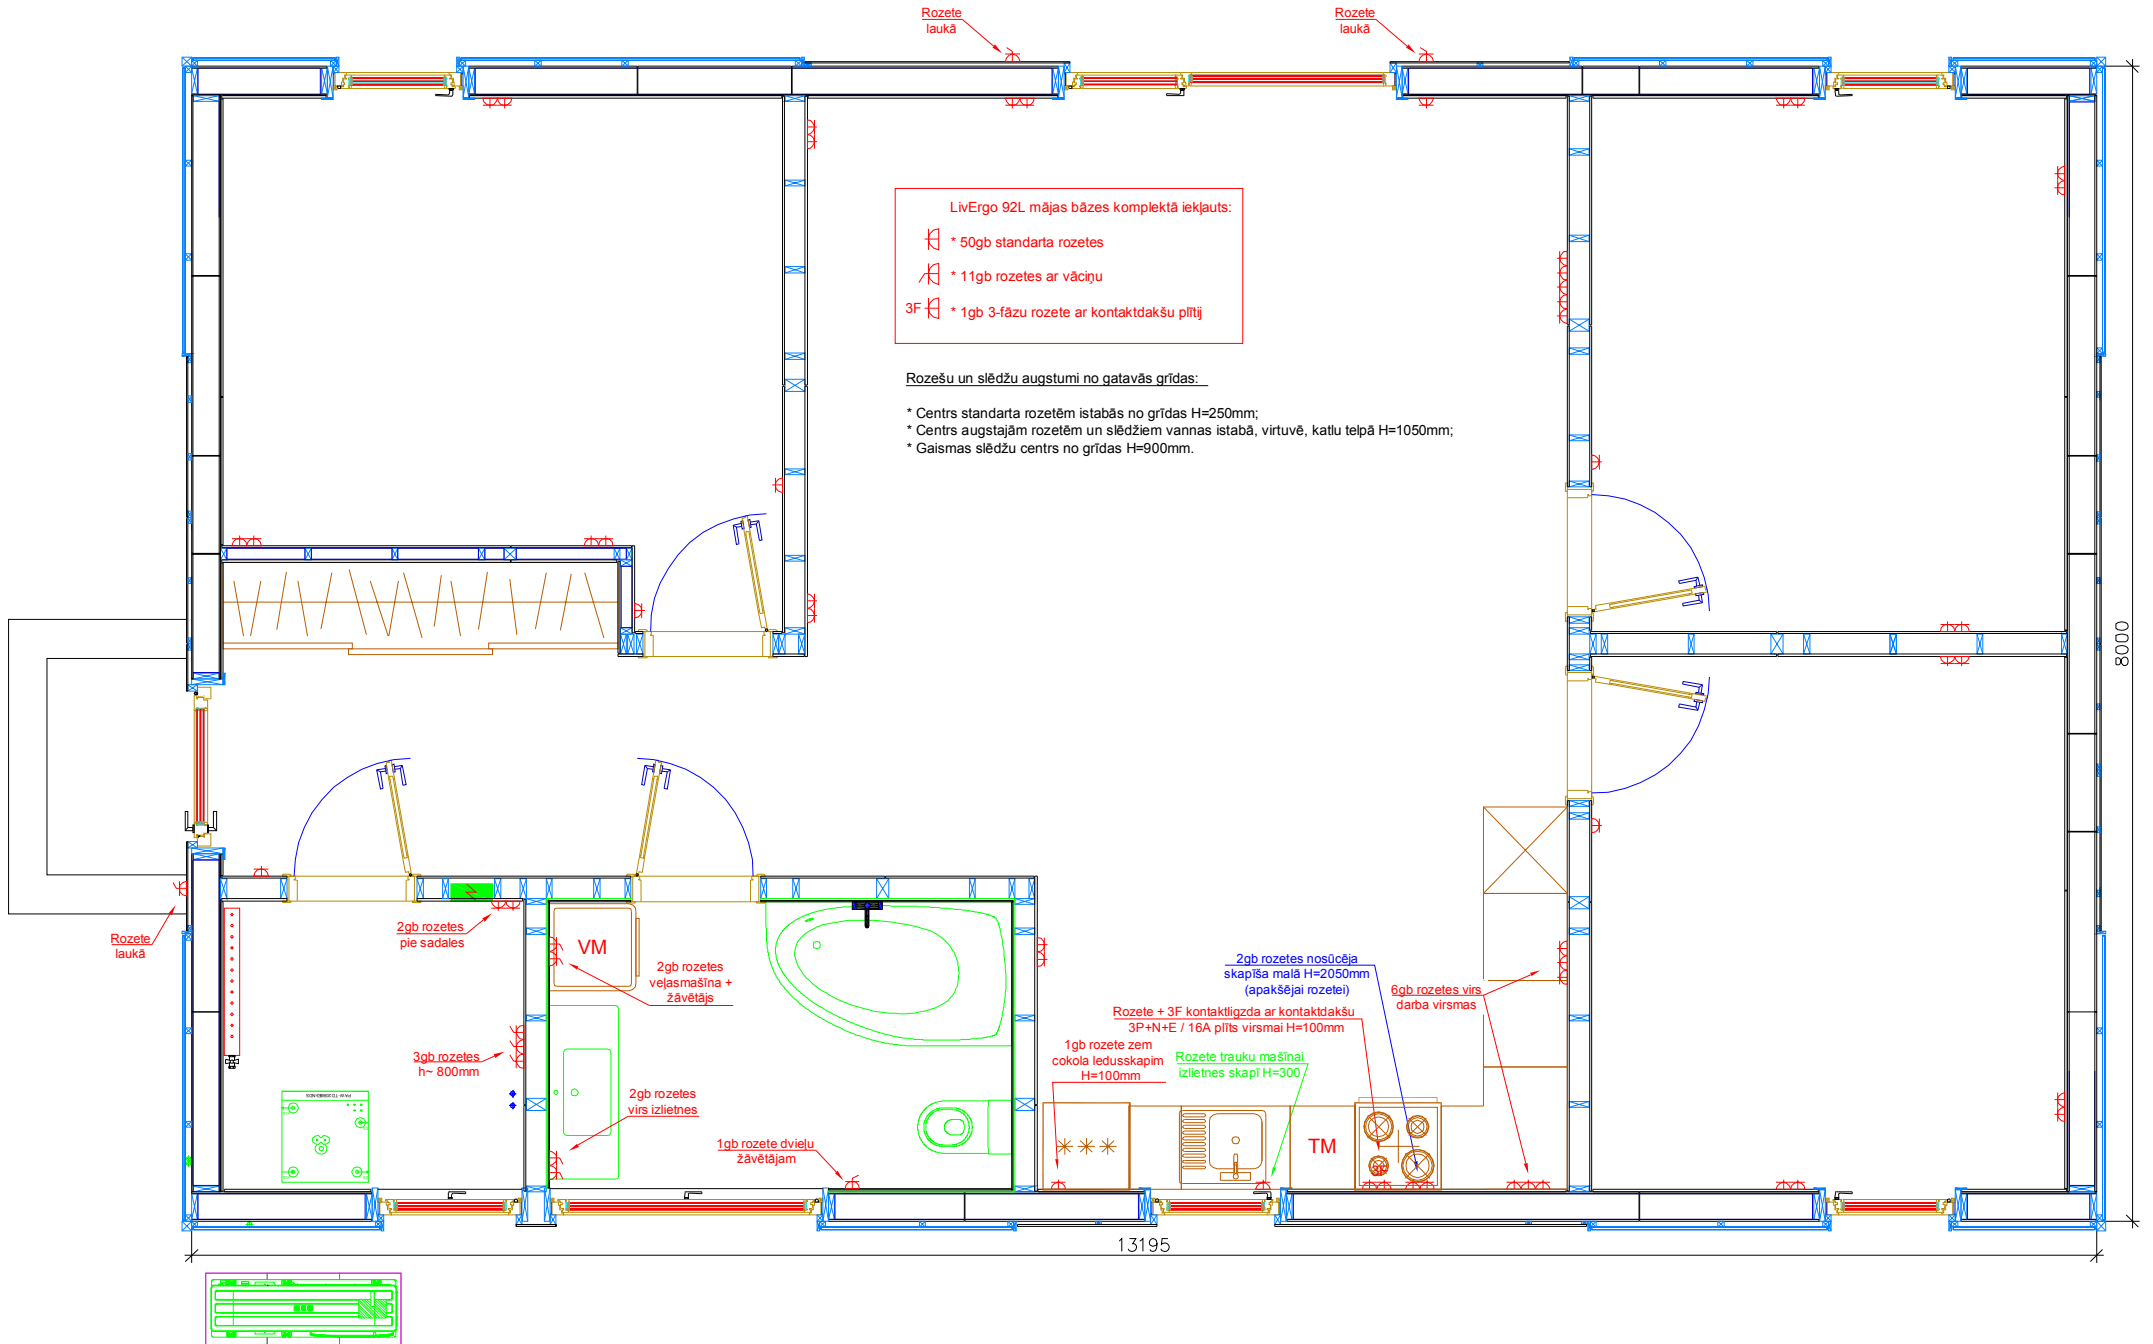 Rozete
laukā
Rozete
laukā
LivErgo 92L mājas bāzes komplektā iekļauts:
* 50gb standarta rozetes
* 11gb rozetes ar vāciņu
3F * 1gb 3-fāzu rozete ar kontaktdakšu plītij
Rozešu un slēdžu augstumi no gatavās grīdas:
* Centrs standarta rozetēm istabās no grīdas H=250mm;
* Centrs augstajām rozetēm un slēdžiem vannas istabā, virtuvē, katlu telpā H=1050mm;
* Gaismas slēdžu centrs no grīdas H=900mm.
8000
Rozete
laukā
2gb rozetes
pie sadales
VM
2gb rozetes
veļasmašīna +
žāvētājs
2gb rozetes nosūcēja
skapīša malā H=2050mm
(apakšējai rozetei)
6gb rozetes virs
darba virsmas
Rozete + 3F kontaktligzda ar kontaktdakšu
3P+N+E / 16A plīts virsmai H=100mm
1gb rozete zem
cokola ledusskapim
H=100mm
Rozete trauku mašīnai
izlietnes skapī H=300
3gb rozetes
h~ 800mm
2gb rozetes
virs izlietnes
1gb rozete dvieļu
žāvētājam
TM
3F
13195